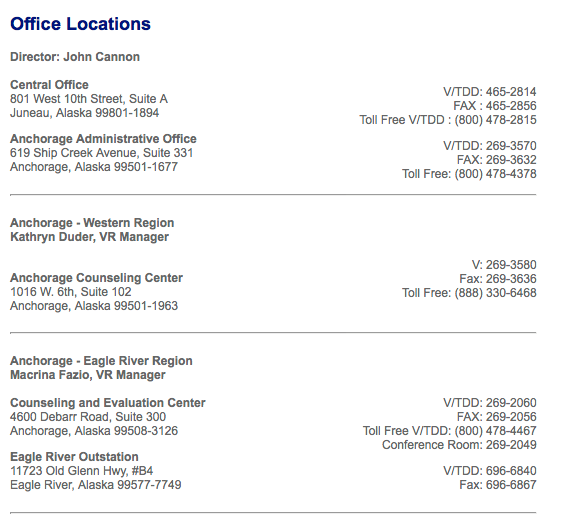 Office Locations
Director: John Cannon
Central Office
801 West 10th Street, Suite A
Juneau, Alaska 99801-1894
V/TDD: 465-2814
FAX : 465-2856
Toll Free V/TDD : (800) 478-2815
Anchorage Administrative Office
619 Ship Creek Avenue, Suite 331
Anchorage, Alaska 99501-1677
V/TDD: 269-3570
FAX: 269-3632
Toll Free: (800) 478-4378
Anchorage - Western Region
Kathryn Duder, VR Manager
Anchorage Counseling Center
1016 W. 6th, Suite 102
Anchorage, Alaska 99501-1963
V: 269-3580
Fax: 269-3636
Toll Free: (888) 330-6468
Anchorage - Eagle River Region
Macrina Fazio, VR Manager
Counseling and Evaluation Center
4600 Debarr Road, Suite 300
Anchorage, Alaska 99508-3126
V/TDD: 269-2060
FAX: 269-2056
Toll Free V/TDD: (800) 478-4467
Conference Room: 269-2049
Eagle River Outstation
11723 Old Glenn Hwy, #B4
Eagle River, Alaska 99577-7749
V/TDD: 696-6840
Fax: 696-6867